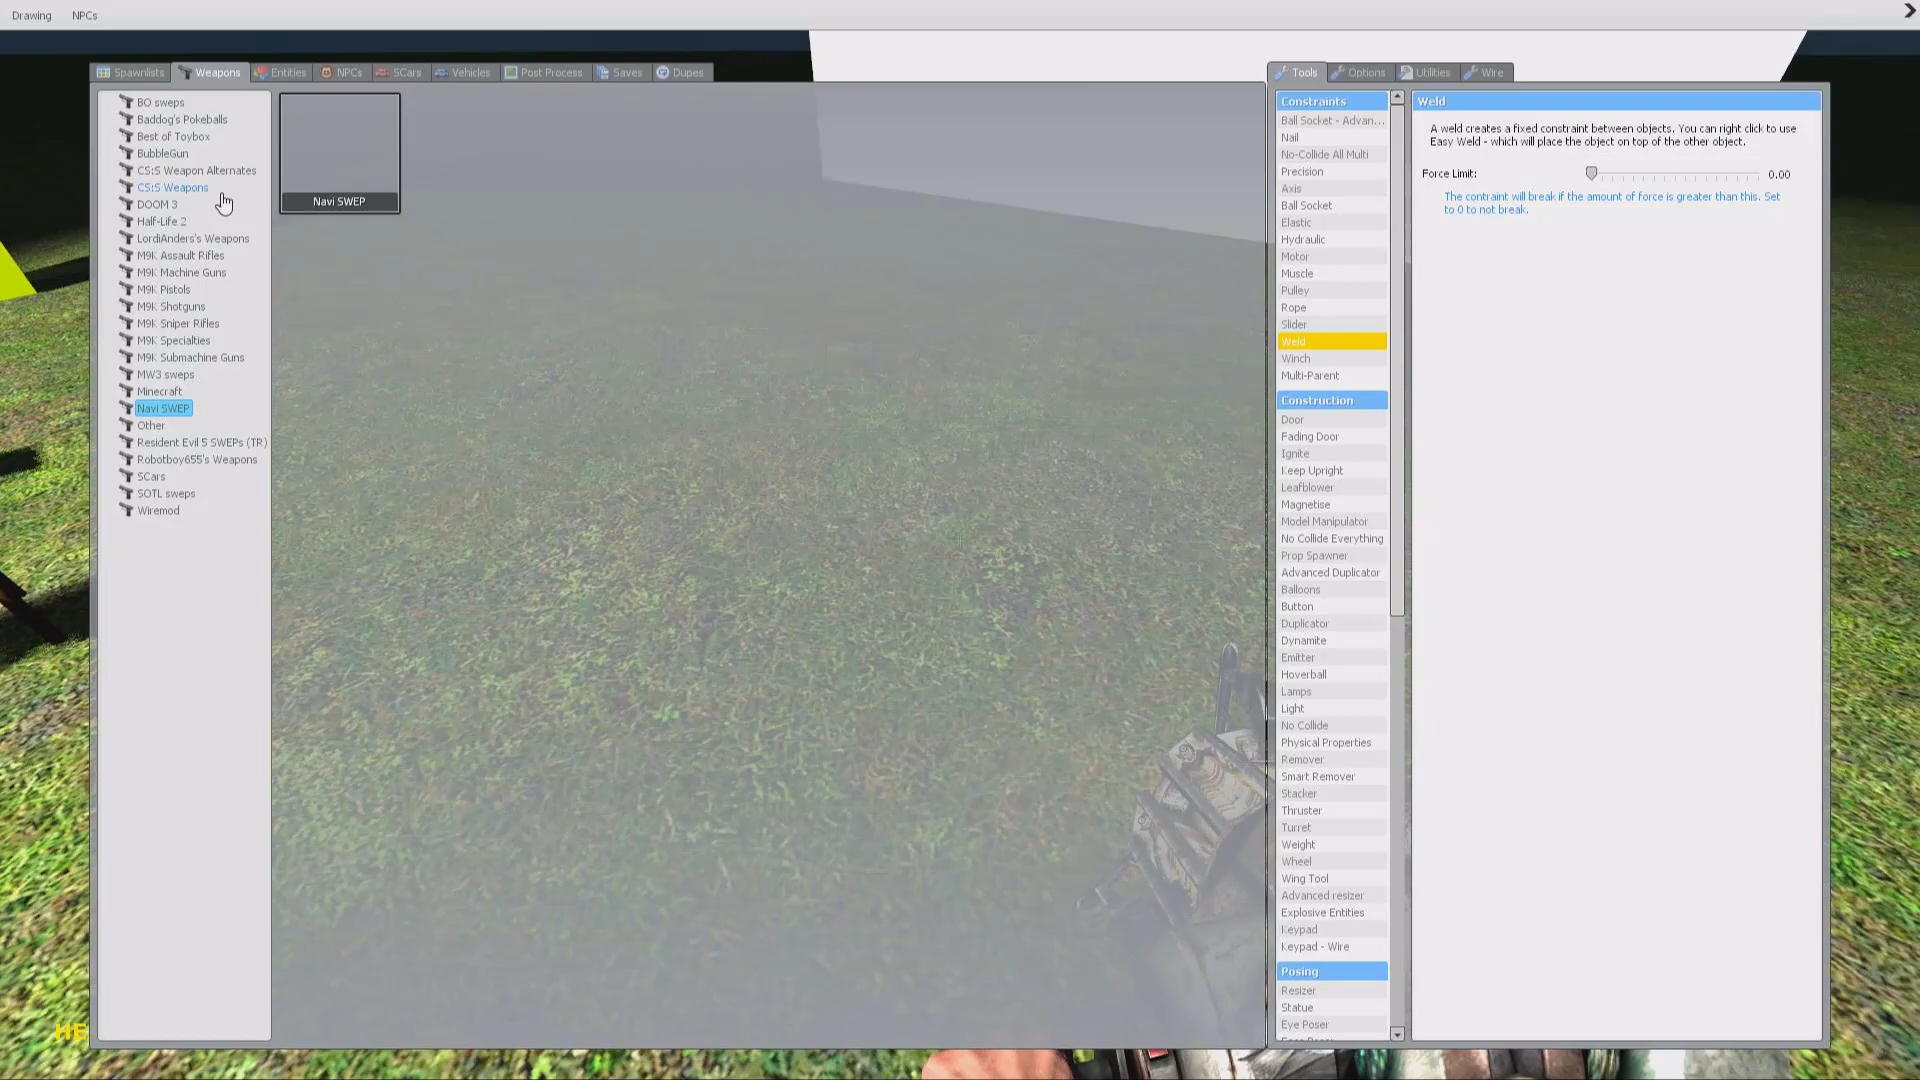 Drawing NPCs
Spawnlists Weapons Entities NPCs SCars Vehicles Post Process Saves Dupes
Tools Options Utilities Wire
BO sweps
Baddog's Pokeballs
Best of Toybox
BubbleGun
CS:S Weapon Alternates
CS:S Weapons
DOOM 3
Half-Life 2
LordiAnders's Weapons
M9K Assault Rifles
M9K Machine Guns
M9K Pistols
M9K Shotguns
M9K Sniper Rifles
M9K Specialties
M9K Submachine Guns
MW3 sweps
Minecraft
Navi SWEP
Other
Resident Evil 5 SWEPs (TR)
Robotboy655's Weapons
SCars
SOTL sweps
Wiremod
Navi SWEP
Constraints
Ball Socket - Advan...
Nail
No-Collide All Multi
Precision
Axis
Ball Socket
Elastic
Hydraulic
Motor
Muscle
Pulley
Rope
Slider
Weld
Winch
Multi-Parent
Construction
Door
Fading Door
Ignite
Keep Upright
Leafblower
Magnetise
Model Manipulator
No Collide Everything
Prop Spawner
Advanced Duplicator
Balloons
Button
Duplicator
Dynamite
Emitter
Hoverball
Lamps
Light
No Collide
Physical Properties
Remover
Smart Remover
Stacker
Thruster
Turret
Weight
Wheel
Wing Tool
Advanced resizer
Explosive Entities
Keypad
Keypad - Wire
Posing
Resizer
Statue
Eye Poser
Weld
A weld creates a fixed constraint between objects. You can right click to use
Easy Weld - which will place the object on top of the other object.
Force Limit: 0.00
The contraint will break if the amount of force is greater than this. Set
to 0 to not break.
HE